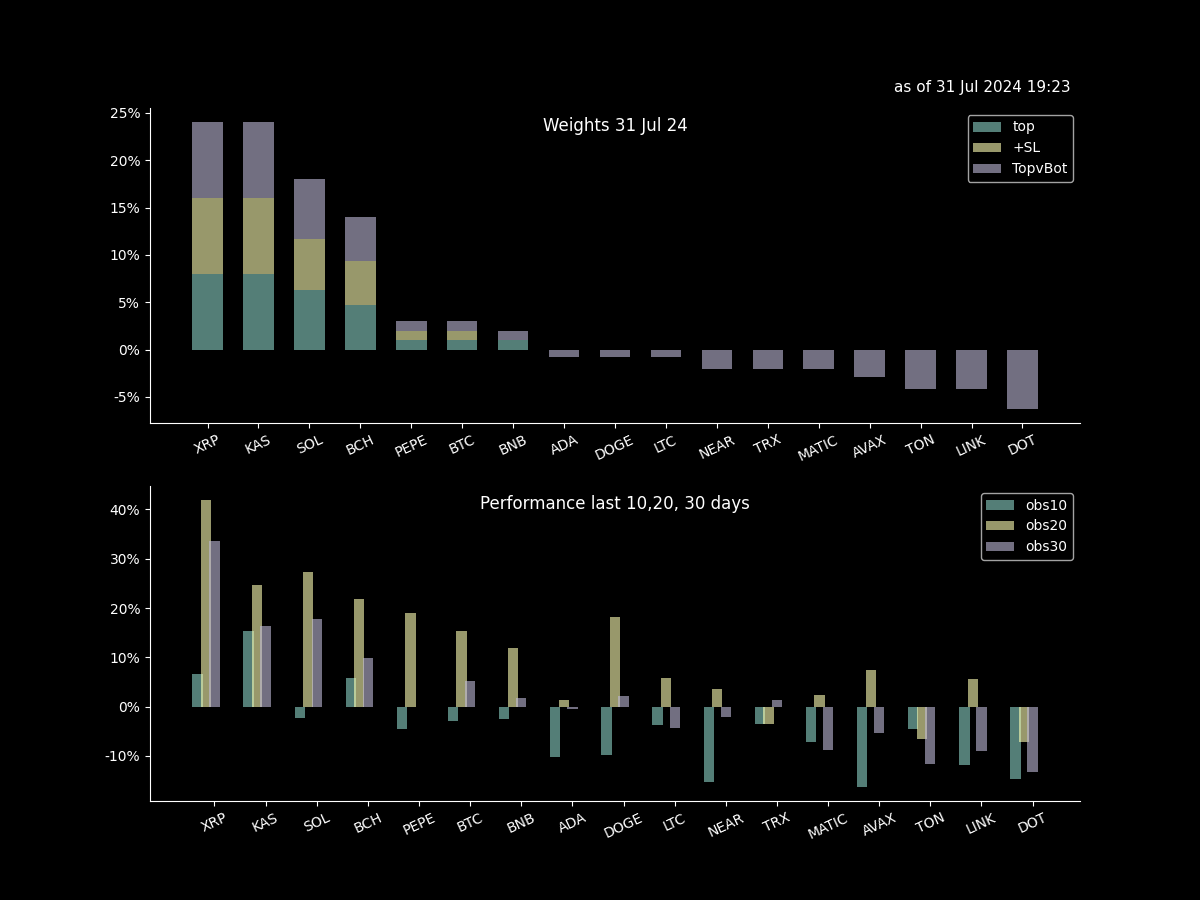 as of 31 Jul 2024 19:23
Weights 31 Jul 24
top
+SL
TopvBot
25%
20%
15%
10%
5%
0%
-5%
XRP KAS SOL BCH PEPE BTC BNB ADA DOGE LTC NEAR TRX MATIC AVAX TON LINK DOT
Performance last 10,20, 30 days
obs10
obs20
obs30
40%
30%
20%
10%
0%
-10%
XRP KAS SOL BCH PEPE BTC BNB ADA DOGE LTC NEAR TRX MATIC AVAX TON LINK DOT